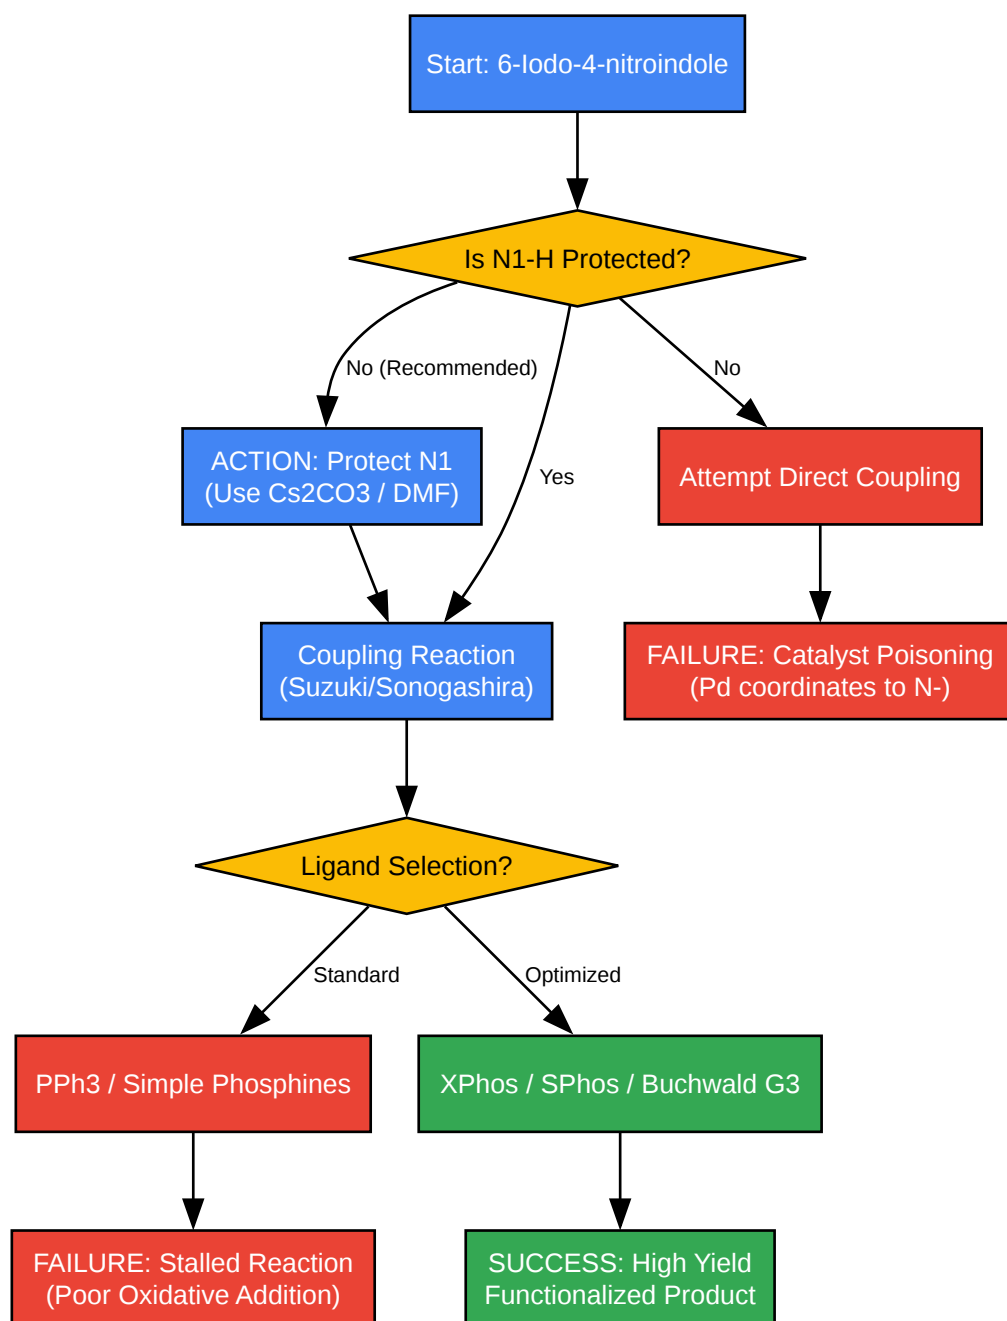 Start: 6-Iodo-4-nitroindole
Is N1-H Protected?
No (Recommended)
No
Yes
ACTION: Protect N1
(Use Cs2CO3 / DMF)
Attempt Direct Coupling
Coupling Reaction
(Suzuki/Sonogashira)
FAILURE: Catalyst Poisoning
(Pd coordinates to N-)
Ligand Selection?
Standard
Optimized
PPh3 / Simple Phosphines
XPhos / SPhos / Buchwald G3
FAILURE: Stalled Reaction
(Poor Oxidative Addition)
SUCCESS: High Yield
Functionalized Product